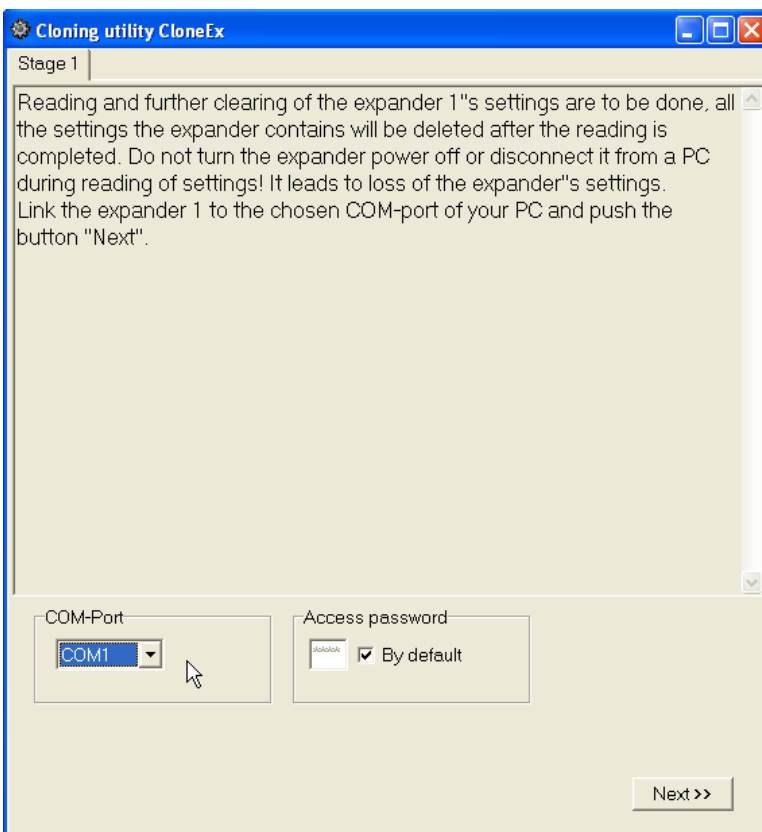 Cloning utility CloneEx
Stage 1
Reading and further clearing of the expander 1"s settings are to be done, all
the settings the expander contains will be deleted after the reading is
completed. Do not turn the expander power off or disconnect it from a PC
during reading of settings! It leads to loss of the expander"s settings.
Link the expander 1 to the chosen COM-port of your PC and push the
button "Next".
COM-Port
Access password
COM1
****
By default
Next >>